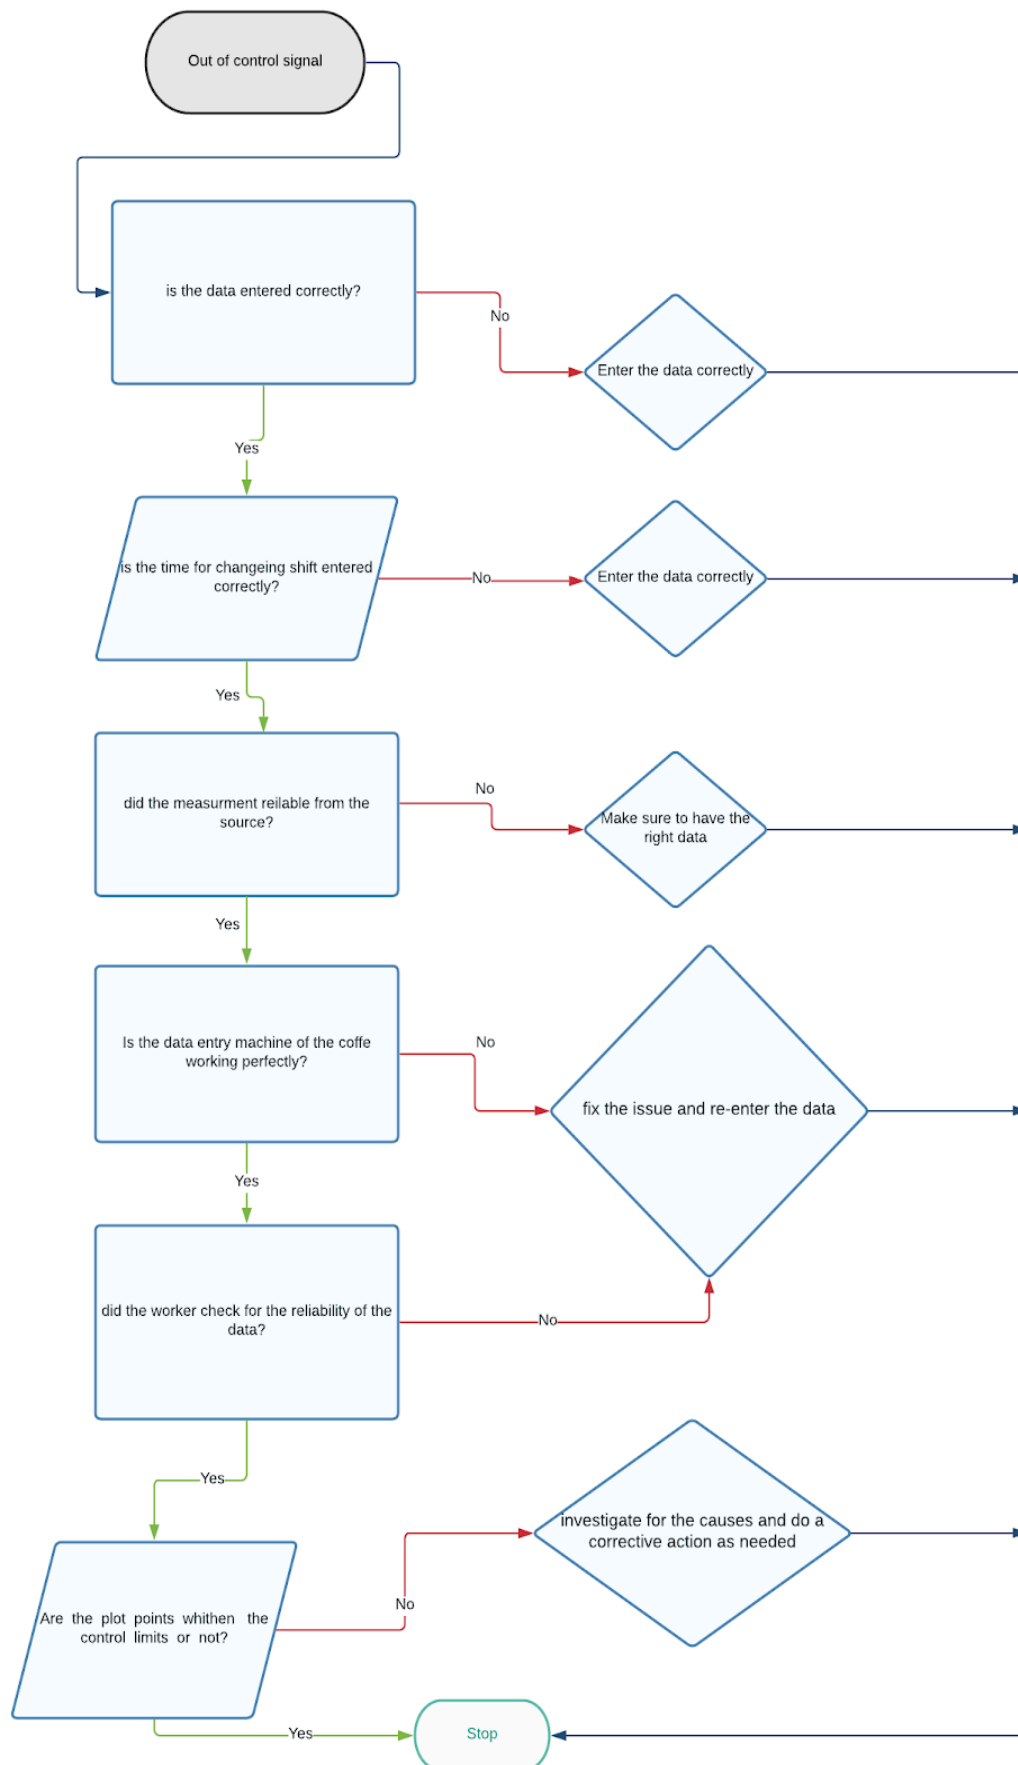 Out of control signal
is the data entered correctly?
No
Enter the data correctly
Yes
is the time for changeing shift entered
correctly?
No
Enter the data correctly
Yes
did the measurment reilable from the
source?
No
Make sure to have the
right data
Yes
Is the data entry machine of the coffe
working perfectly?
No
fix the issue and re-enter the data
Yes
did the worker check for the reliability of the
data?
No
Yes
investigate for the causes and do a
corrective action as needed
No
Are the plot points whithen the
control limits or not?
Yes
Stop